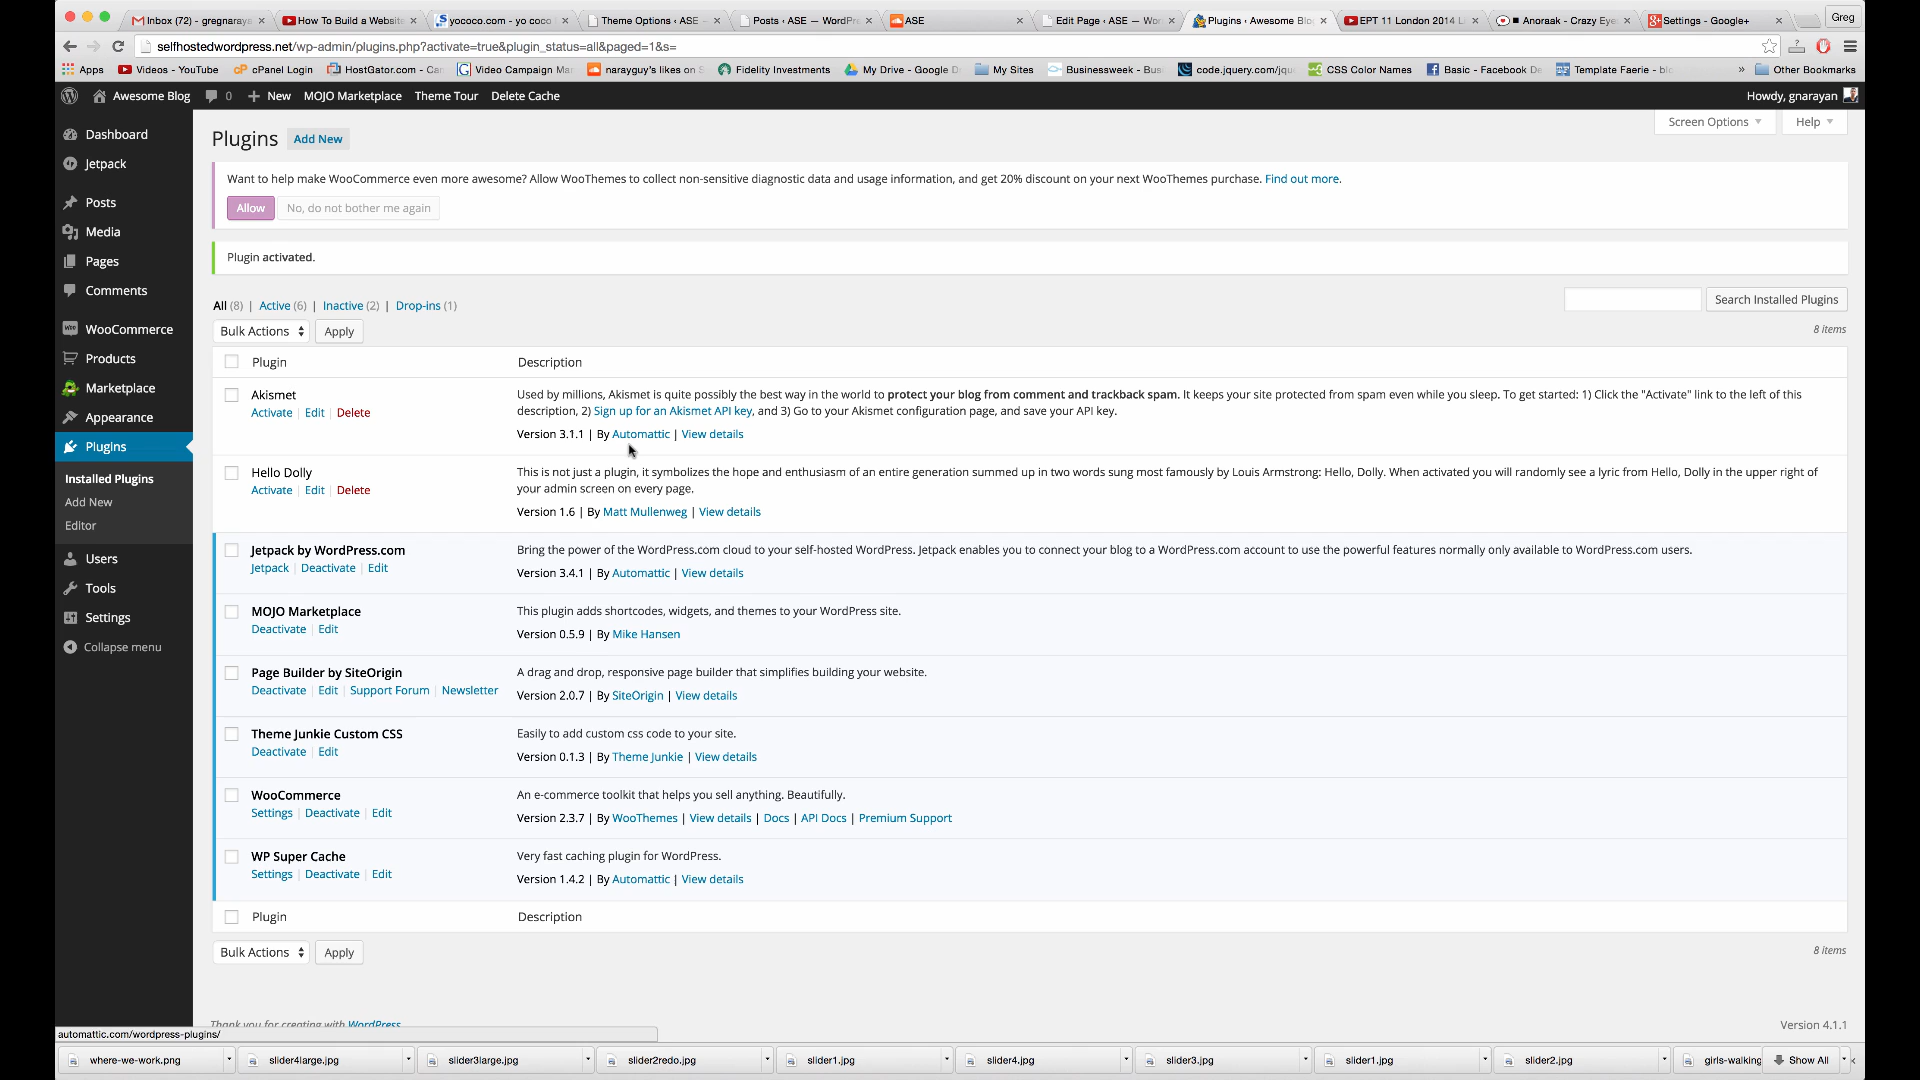 Inbox (72) - gregnaraya
How To Build a Website
yococo.com - yo coco
Theme Options ‹ ASE —
Posts ‹ ASE — WordPr
ASE
Edit Page ‹ ASE — Wor
Plugins ‹ Awesome Blo
EPT 11 London 2014 L
Anoraak - Crazy Eye
Settings - Google+
Greg
selfhostedwordpress.net/wp-admin/plugins.php?activate=true&plugin_status=all&paged=1&s=
Apps
Videos - YouTube
cPanel Login
HostGator.com - Ca
Video Campaign Ma
narayguy's likes on S
Fidelity Investments
My Drive - Google D
My Sites
Businessweek - Bus
code.jquery.com/jqu
CSS Color Names
Basic - Facebook De
Template Faerie - blo
» Other Bookmarks
Awesome Blog 0 + New MOJO Marketplace Theme Tour Delete Cache Howdy, gnarayan
Dashboard
Jetpack
Posts
Media
Pages
Comments
WooCommerce
Products
Marketplace
Appearance
Plugins
Installed Plugins
Add New
Editor
Users
Tools
Settings
Collapse menu
Screen Options Help
Plugins Add New
Want to help make WooCommerce even more awesome? Allow WooThemes to collect non-sensitive diagnostic data and usage information, and get 20% discount on your next WooThemes purchase. Find out more.
Allow No, do not bother me again
Plugin activated.
All (8) | Active (6) | Inactive (2) | Drop-ins (1)
Search Installed Plugins
Bulk Actions Apply
8 items
Plugin Description
Akismet
Activate | Edit | Delete
Used by millions, Akismet is quite possibly the best way in the world to protect your blog from comment and trackback spam. It keeps your site protected from spam even while you sleep. To get started: 1) Click the "Activate" link to the left of this
description, 2) Sign up for an Akismet API key, and 3) Go to your Akismet configuration page, and save your API key.
Version 3.1.1 | By Automattic | View details
Hello Dolly
Activate | Edit | Delete
This is not just a plugin, it symbolizes the hope and enthusiasm of an entire generation summed up in two words sung most famously by Louis Armstrong: Hello, Dolly. When activated you will randomly see a lyric from Hello, Dolly in the upper right of
your admin screen on every page.
Version 1.6 | By Matt Mullenweg | View details
Jetpack by WordPress.com
Jetpack | Deactivate | Edit
Bring the power of the WordPress.com cloud to your self-hosted WordPress. Jetpack enables you to connect your blog to a WordPress.com account to use the powerful features normally only available to WordPress.com users.
Version 3.4.1 | By Automattic | View details
MOJO Marketplace
Deactivate | Edit
This plugin adds shortcodes, widgets, and themes to your WordPress site.
Version 0.5.9 | By Mike Hansen
Page Builder by SiteOrigin
Deactivate | Edit | Support Forum | Newsletter
A drag and drop, responsive page builder that simplifies building your website.
Version 2.0.7 | By SiteOrigin | View details
Theme Junkie Custom CSS
Deactivate | Edit
Easily to add custom css code to your site.
Version 0.1.3 | By Theme Junkie | View details
WooCommerce
Settings | Deactivate | Edit
An e-commerce toolkit that helps you sell anything. Beautifully.
Version 2.3.7 | By WooThemes | View details | Docs | API Docs | Premium Support
WP Super Cache
Settings | Deactivate | Edit
Very fast caching plugin for WordPress.
Version 1.4.2 | By Automattic | View details
Plugin Description
Bulk Actions Apply
8 items
Thank you for creating with WordPress
Version 4.1.1
automattic.com/wordpress-plugins/
where-we-work.png
slider4large.jpg
slider3large.jpg
slider2redo.jpg
slider1.jpg
slider4.jpg
slider3.jpg
slider1.jpg
slider2.jpg
girls-walking
Show All